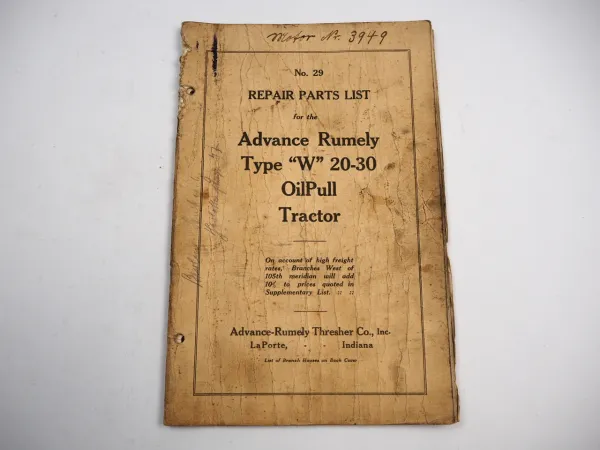 Motor Nr. 3949
No. 29
REPAIR PARTS LIST
for the
Advance Rumely
Type "W" 20-30
OilPull
Tractor
On account of high freight
rates, Branches West of
105th meridian will add
10% to prices quoted in
Supplementary List. :: ::
Advance-Rumely Thresher Co., Inc.
LaPorte, - - Indiana
List of Branch Houses on Back Cover